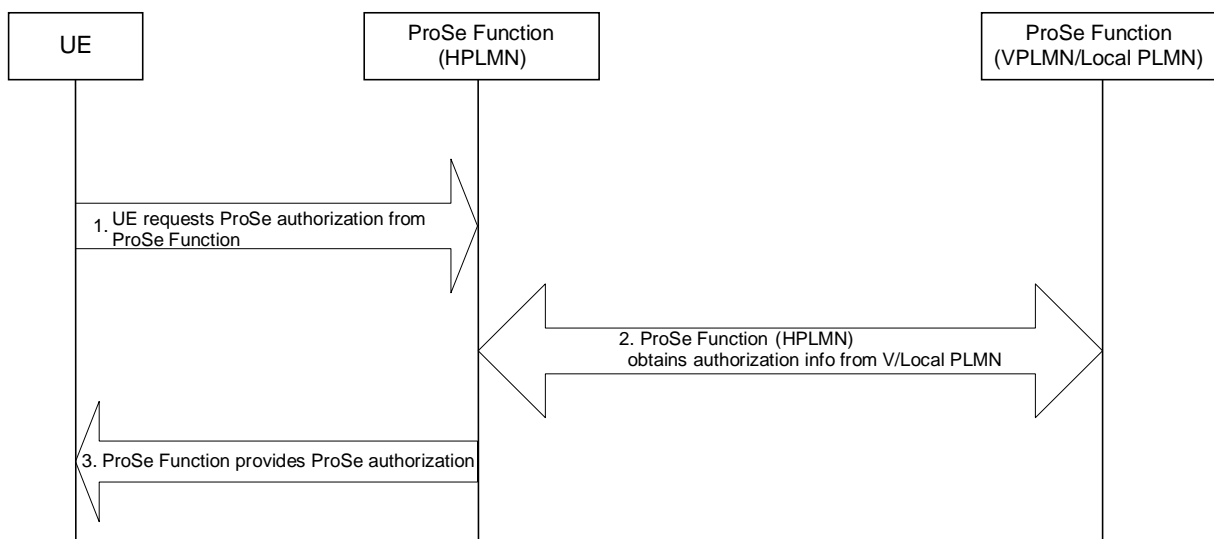 UE
ProSe Function
(HPLMN)
ProSe Function
(VPLMN/Local PLMN)
1. UE requests ProSe authorization from
ProSe Function
2. ProSe Function (HPLMN)
obtains authorization info from V/Local PLMN
3. ProSe Function provides ProSe authorization